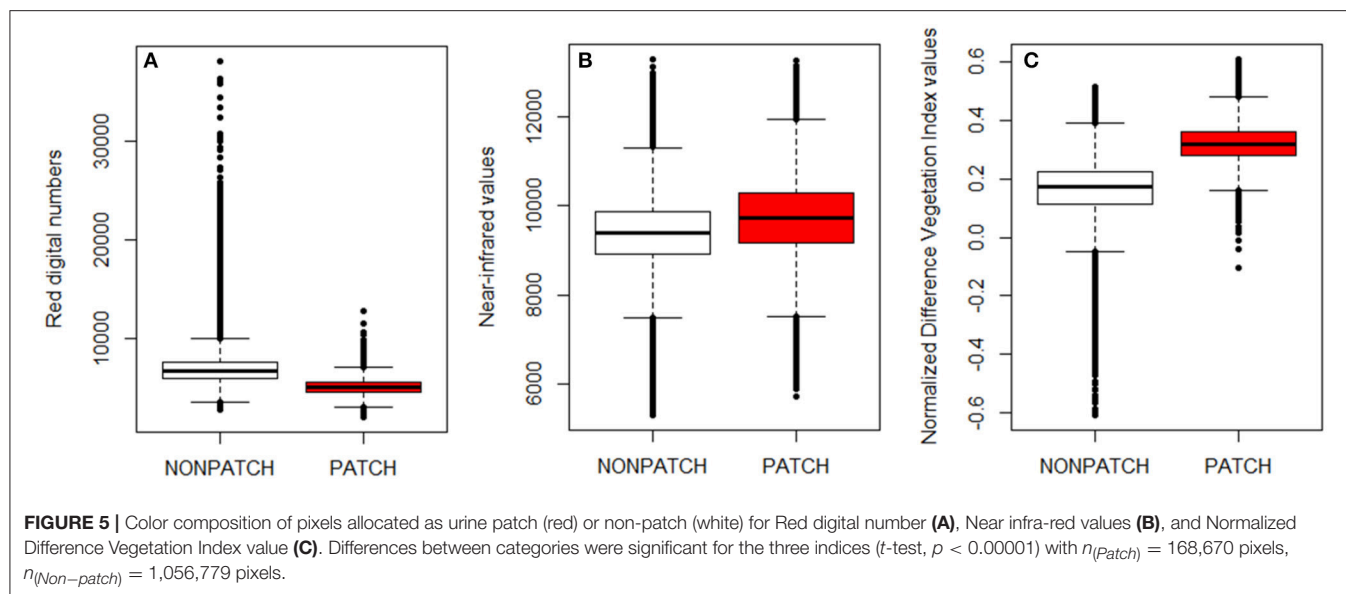 A
Red digital numbers
30000
20000
10000
NONPATCH PATCH
B
Near-infrared values
12000
10000
8000
6000
NONPATCH PATCH
C
Normalized Difference Vegetation Index values
0.6
0.4
0.2
0.0
-0.2
-0.4
-0.6
NONPATCH PATCH
FIGURE 5 | Color composition of pixels allocated as urine patch (red) or non-patch (white) for Red digital number (A), Near infra-red values (B), and Normalized
Difference Vegetation Index value (C). Differences between categories were significant for the three indices (t-test, p < 0.00001) with n(Patch) = 168,670 pixels,
n(Non−patch) = 1,056,779 pixels.